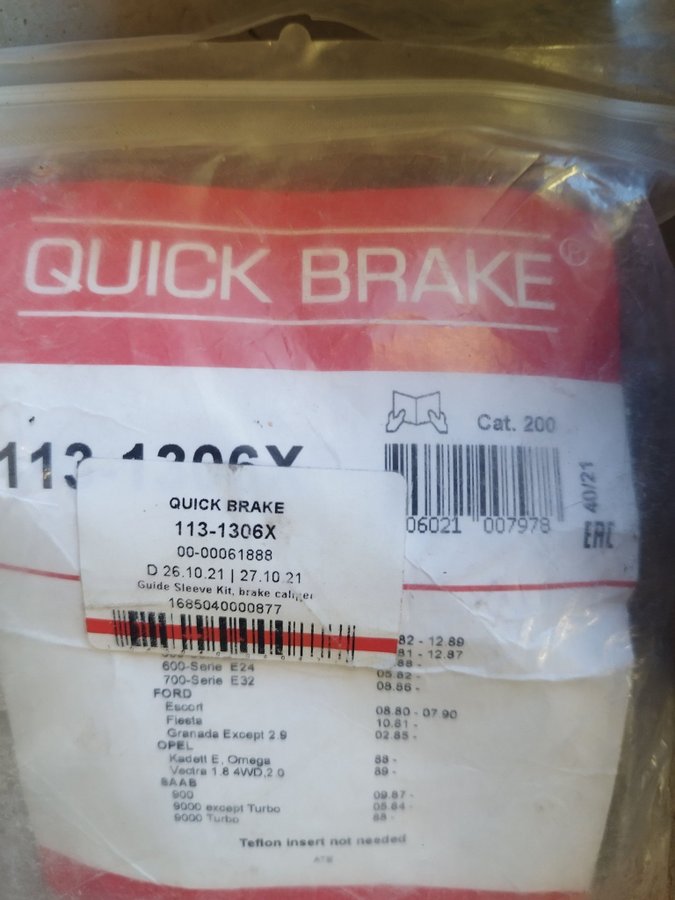 QUICK BRAKE®
Cat. 200
113-1306X
06021 007978
40/21
EAC
QUICK BRAKE
113-1306X
00-00061888
D 26.10.21 | 27.10.21
Guide Sleeve Kit, brake caliper
1685040000877
82 - 12.89
81 - 12.87
600-Serie E24 .88 -
700-Serie E32 05.82 -
08.86 -
FORD
Escort 08.80 - 07.90
Fiesta 10.81 -
Granada Except 2.9 02.85 -
OPEL
Kadett E, Omega 88 -
Vectra 1.8 4WD,2.0 89 -
SAAB
900 09.87 -
9000 except Turbo 05.84 -
9000 Turbo 88 -
Teflon insert not needed
ATE